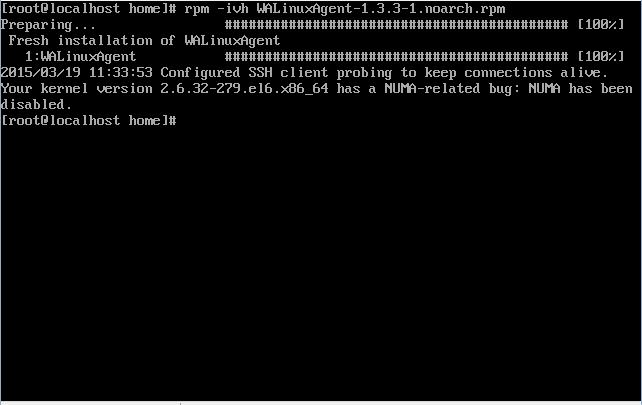 [root@localhost home]# rpm -ivh WALinuxAgent-1.3.3-1.noarch.rpm
Preparing... ########################################### [100%]
Fresh installation of WALinuxAgent
1:WALinuxAgent ########################################### [100%]
2015/03/19 11:33:53 Configured SSH client probing to keep connections alive.
Your kernel version 2.6.32-279.el6.x86_64 has a NUMA-related bug: NUMA has been
disabled.
[root@localhost home]#